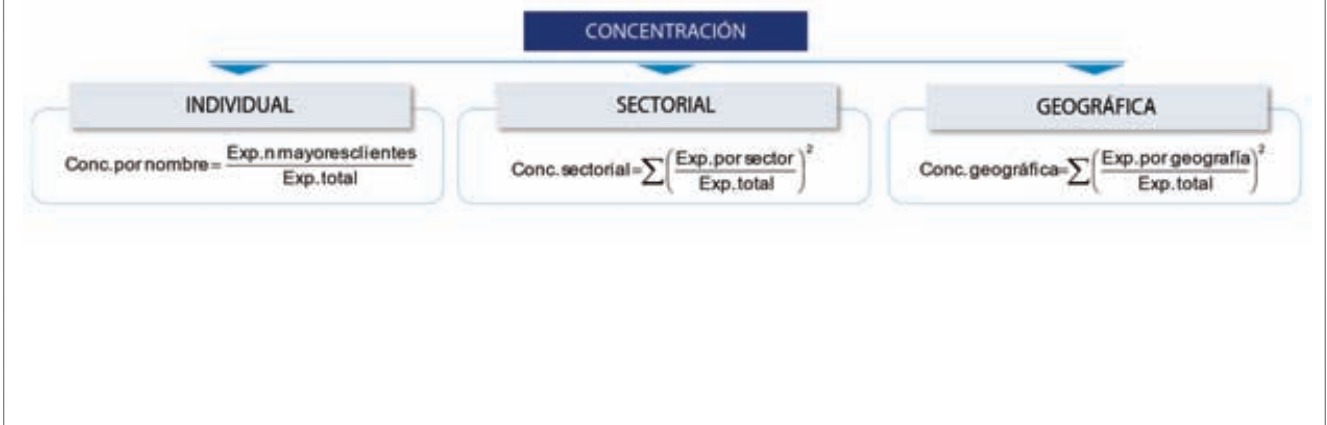 CONCENTRACIÓN
INDIVIDUAL
Conc. por nombre = Exp. n mayores clientes / Exp. total
SECTORIAL
Conc. sectorial = ∑ (Exp. por sector / Exp. total)²
GEOGRÁFICA
Conc. geográfica = ∑ (Exp. por geografía / Exp. total)²